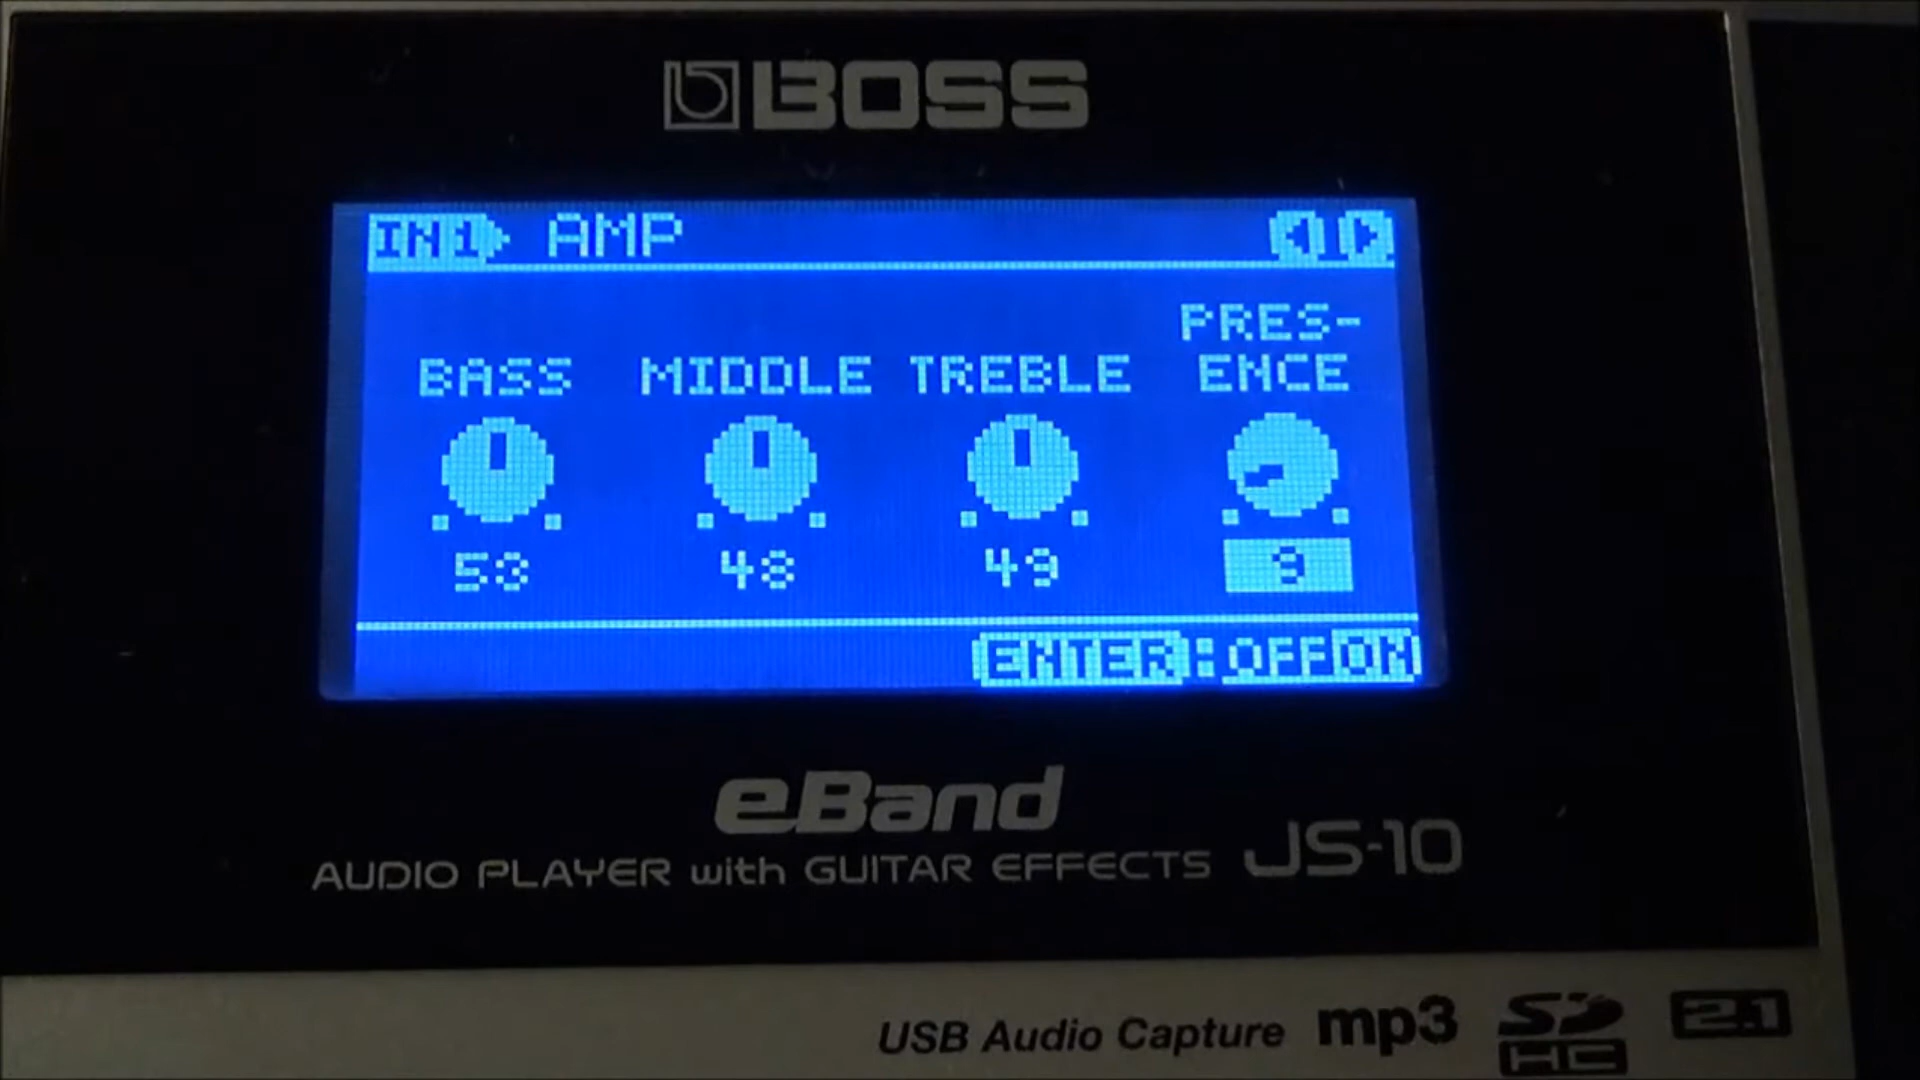 BOSS
IN1 AMP
BASS MIDDLE TREBLE PRES-
ENCE
53 48 49 9
ENTER:OFF ON
eBand
AUDIO PLAYER with GUITAR EFFECTS JS-10
USB Audio Capture mp3 SD HC 2.1